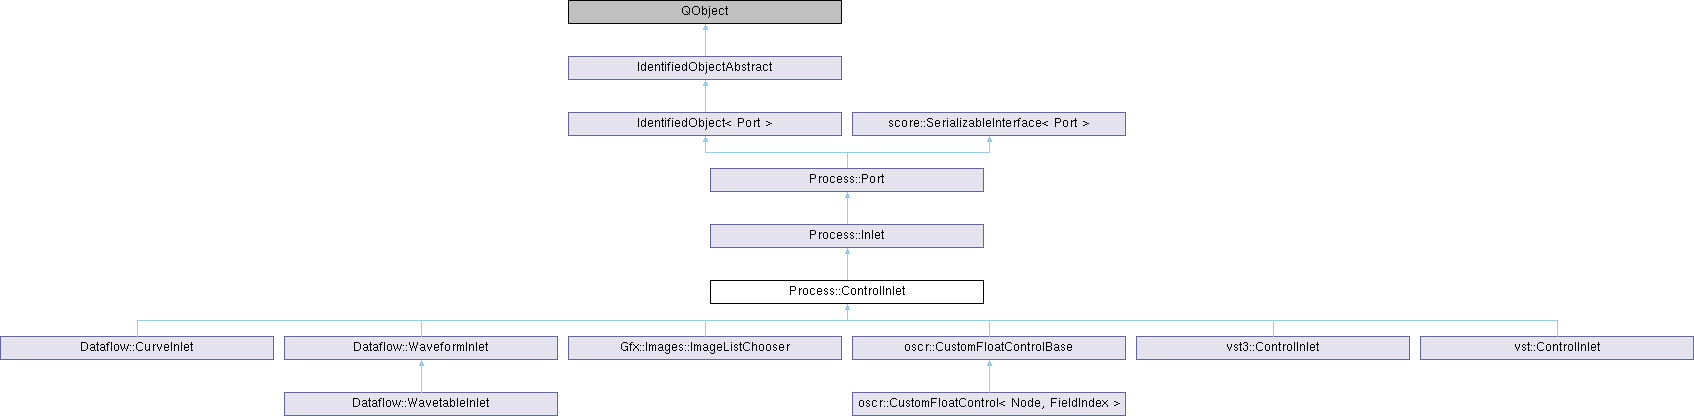 QObject
IdentifiedObjectAbstract
IdentifiedObject< Port >
score::SerializableInterface< Port >
Process::Port
Process::Inlet
Process::ControlInlet
Dataflow::CurveInlet
Dataflow::WaveformInlet
Gfx::Images::ImageListChooser
oscr::CustomFloatControlBase
vst3::ControlInlet
vst::ControlInlet
Dataflow::WavetableInlet
oscr::CustomFloatControl< Node, FieldIndex >